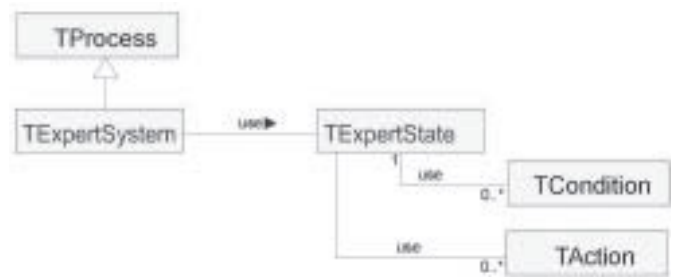 TProcess
TExpertSystem
use▶
TExpertState
1
use
0..*
TCondition
use
0..*
TAction